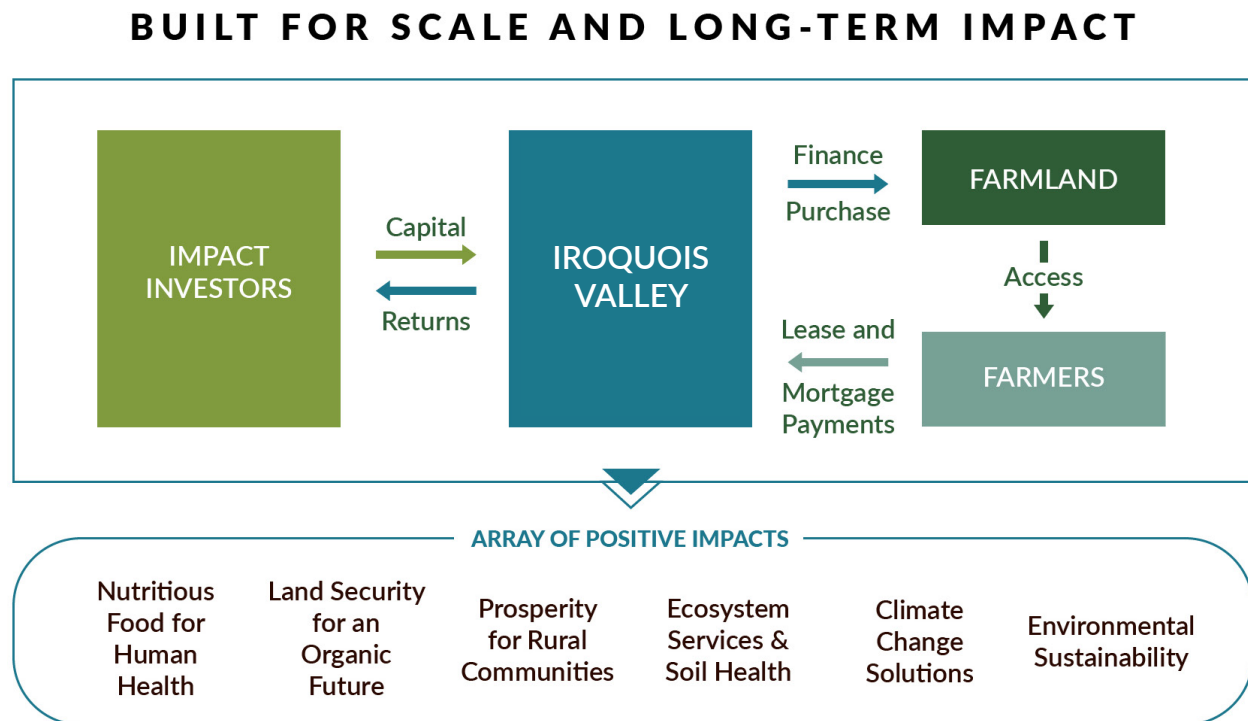 BUILT FOR SCALE AND LONG-TERM IMPACT
IMPACT
INVESTORS
Capital
Returns
IROQUOIS
VALLEY
Finance
Purchase
FARMLAND
Access
Lease and
Mortgage
Payments
FARMERS
ARRAY OF POSITIVE IMPACTS
Nutritious
Food for
Human
Health
Land Security
for an
Organic
Future
Prosperity
for Rural
Communities
Ecosystem
Services &
Soil Health
Climate
Change
Solutions
Environmental
Sustainability